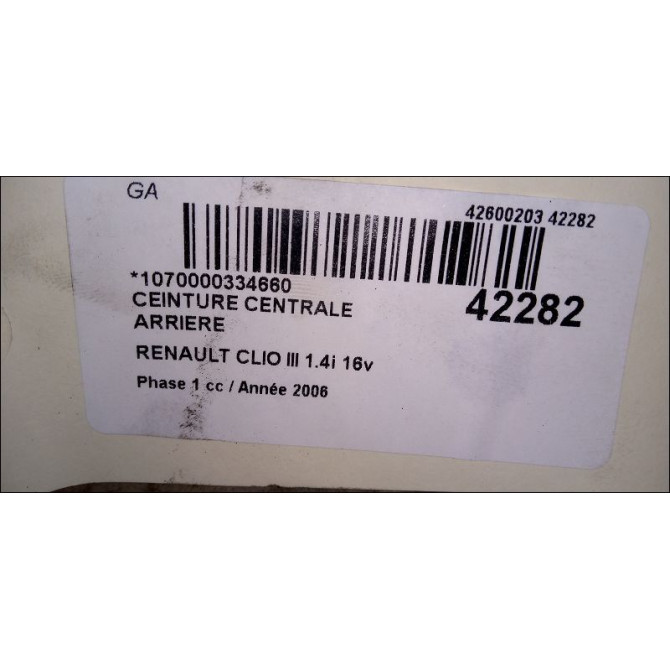 GA
42600203 42282
*1070000334660
42282
CEINTURE CENTRALE
ARRIERE
RENAULT CLIO III 1.4i 16v
Phase 1 cc / Année 2006